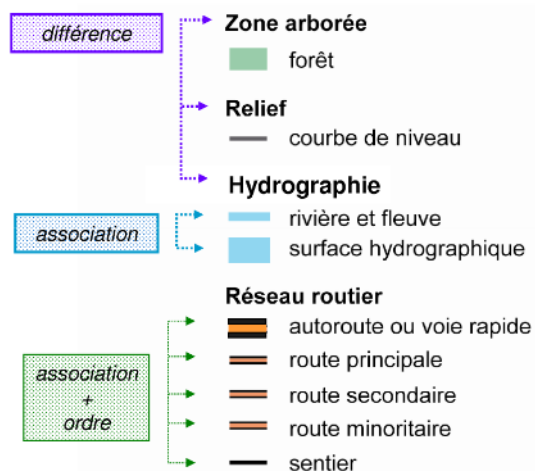 différence
Zone arborée
forêt
Relief
courbe de niveau
Hydrographie
association
rivière et fleuve
surface hydrographique
Réseau routier
autoroute ou voie rapide
route principale
association
+
ordre
route secondaire
route minoritaire
sentier